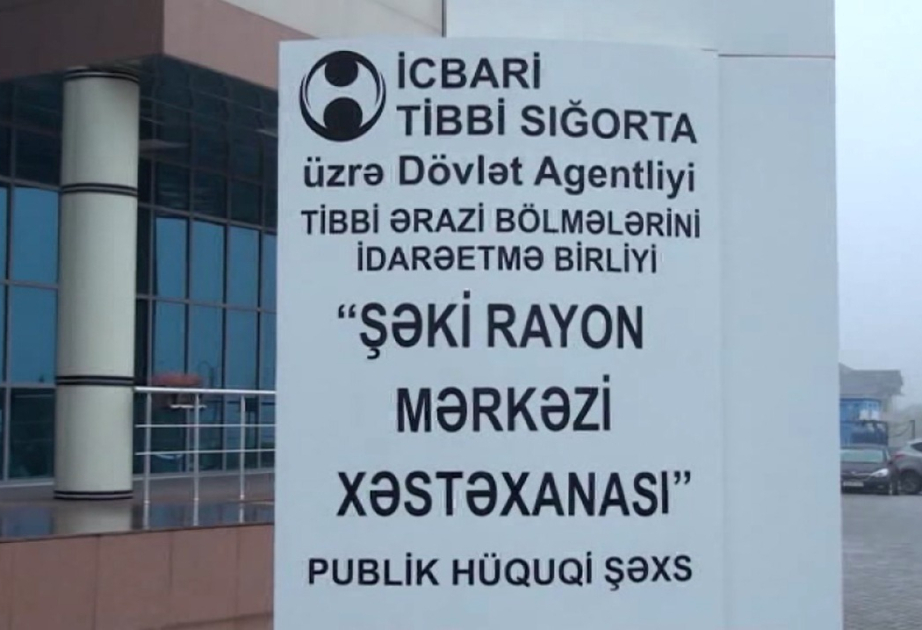 İCBARİ
TİBBİ SIĞORTA
üzrə Dövlət Agentliyi
TİBBİ ƏRAZİ BÖLMƏLƏRİNİ
İDARƏETMƏ BİRLİYİ
“ŞƏKİ RAYON
MƏRKƏZİ
XƏSTƏXANASI”
PUBLİK HÜQUQİ ŞƏXS